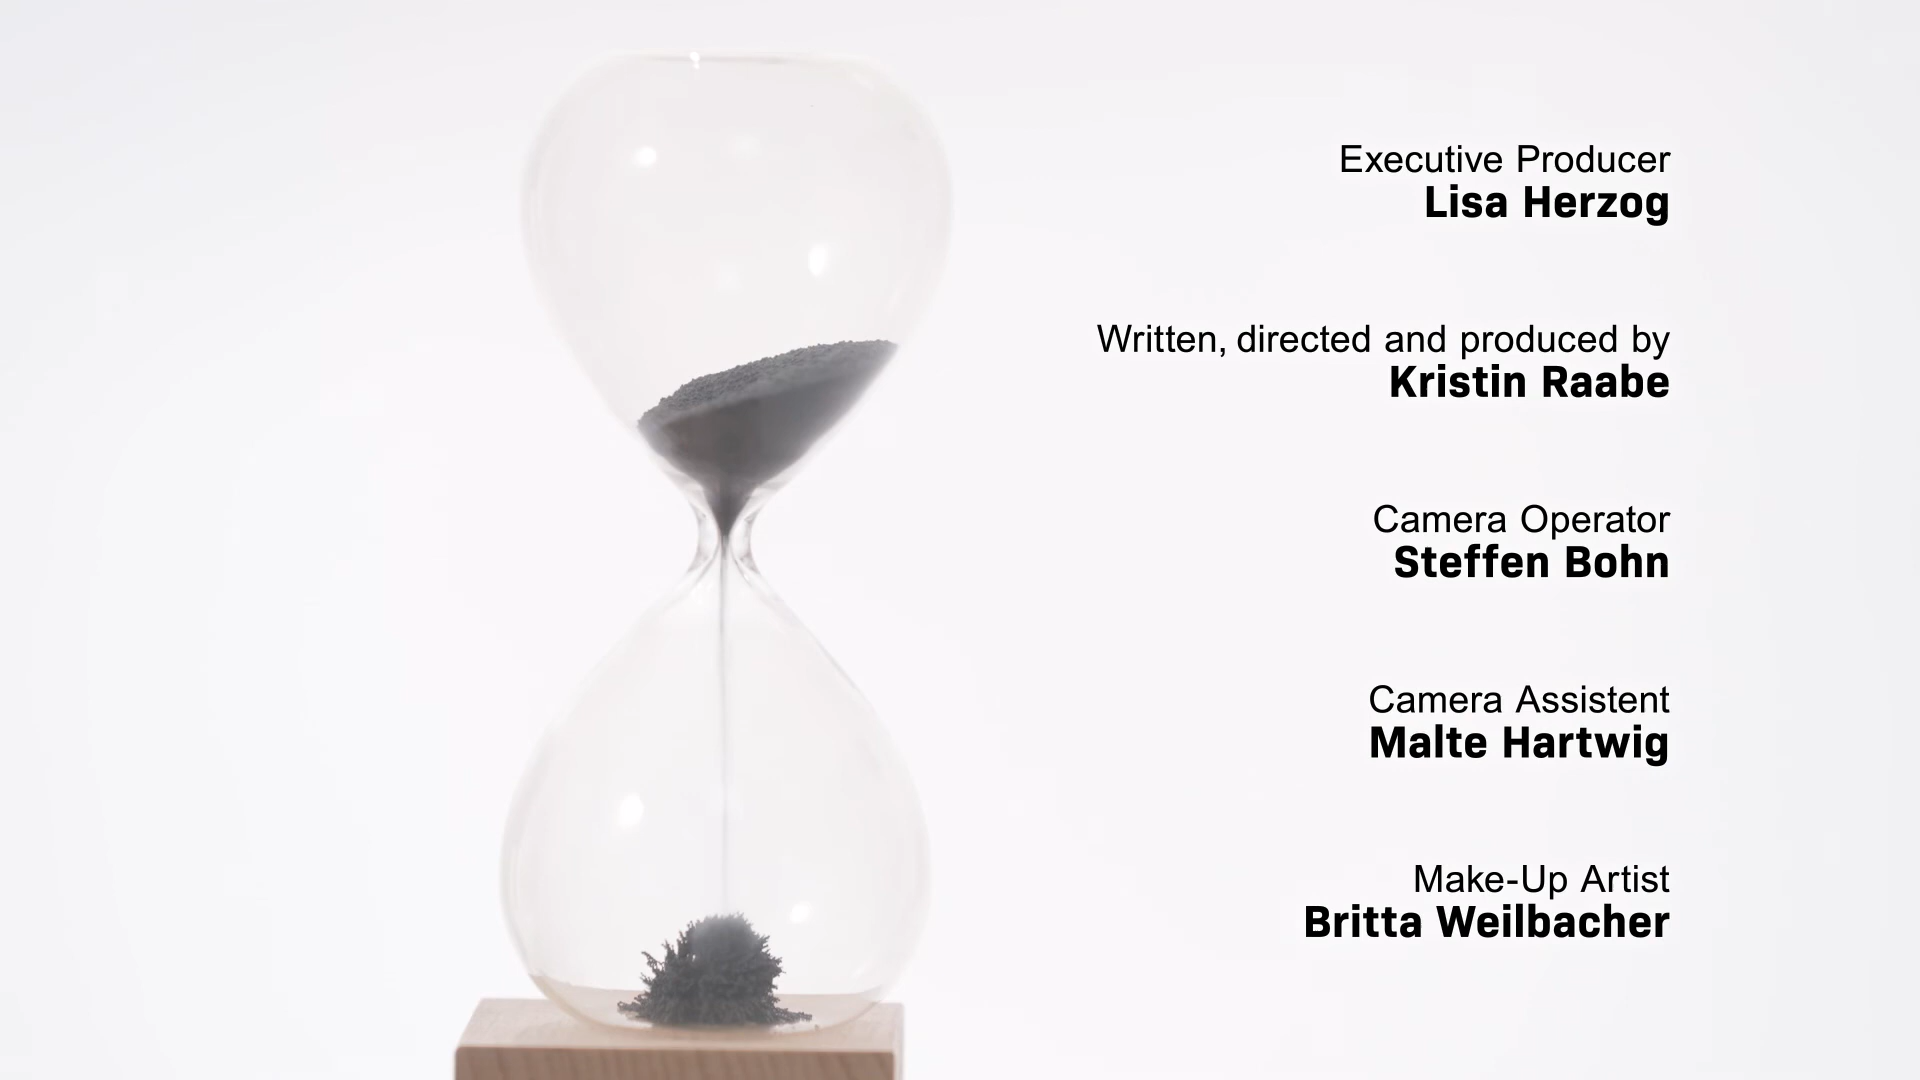 Executive Producer
Lisa Herzog
Written, directed and produced by
Kristin Raabe
Camera Operator
Steffen Bohn
Camera Assistent
Malte Hartwig
Make-Up Artist
Britta Weilbacher